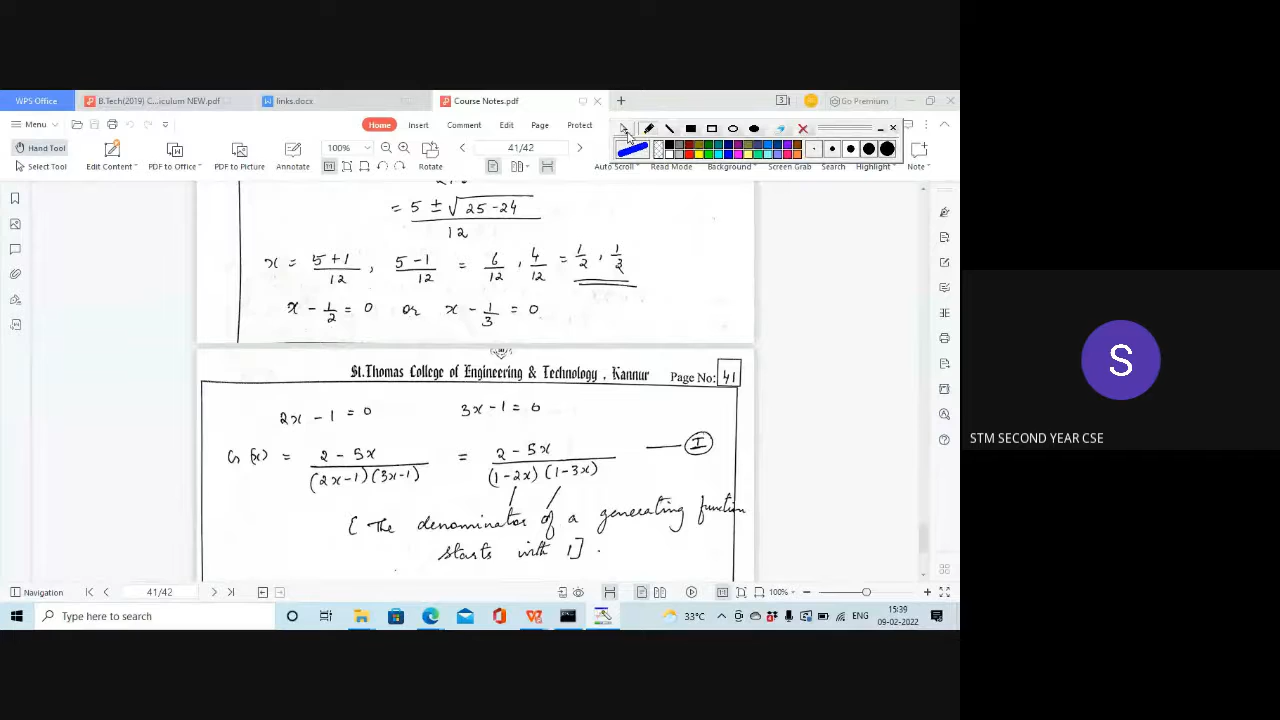 WPS Office
B.Tech(2019) C...iculum NEW.pdf
links.docx
Course Notes.pdf
Go Premium
Menu
Home
Insert
Comment
Edit
Page
Protect
Hand Tool
Select Tool
Edit Content
PDF to Office
PDF to Picture
Annotate
100%
Rotate
41/42
Auto Scroll
Read Mode
Background
Screen Grab
Search
Highlight
Note
= 5 ± √25-24
12
x = 5+1/12 , 5-1/12 = 6/12 , 4/12 = 1/2 , 1/2
x - 1/2 = 0 or x - 1/3 = 0
St.Thomas College of Engineering & Technology , Kannur Page No: 41
2x - 1 = 0 3x - 1 = 0
G(x) = 2 - 5x/(2x-1)(3x-1) = 2 - 5x/(1-2x)(1-3x) — I
[ The denominator of a generating function
starts with 1] .
STM SECOND YEAR CSE
Navigation
41/42
100%
Type here to search
33°C
ENG
15:39
09-02-2022
S